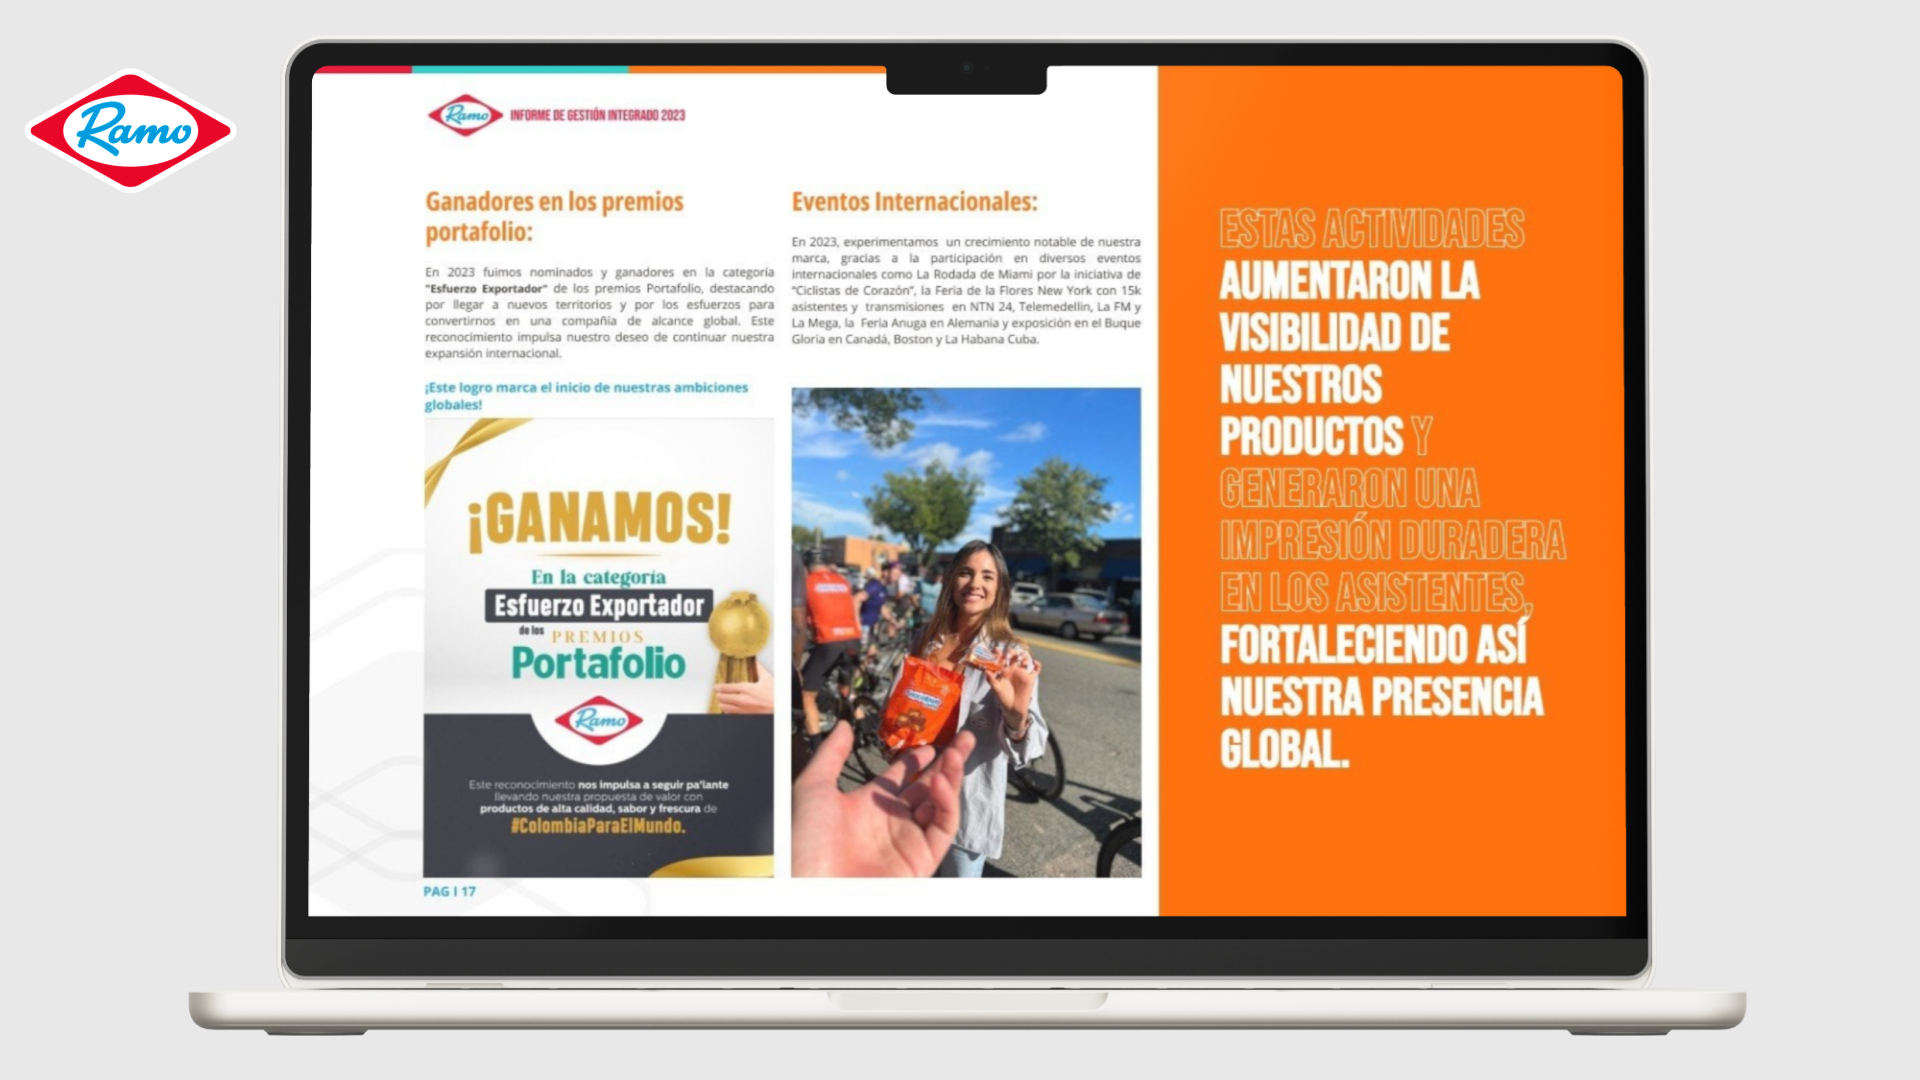 Ramo
Ramo INFORME DE GESTIÓN INTEGRADO 2023
Ganadores en los premios
portafolio:
En 2023 fuimos nominados y ganadores en la categoría
"Esfuerzo Exportador" de los premios Portafolio, destacando
por llegar a nuevos territorios y por los esfuerzos para
convertirnos en una compañía de alcance global. Este
reconocimiento impulsa nuestro deseo de continuar nuestra
expansión internacional.
¡Este logro marca el inicio de nuestras ambiciones
globales!
¡GANAMOS!
En la categoría
Esfuerzo Exportador
de los PREMIOS
Portafolio
Ramo
Este reconocimiento nos impulsa a seguir pa'lante
llevando nuestra propuesta de valor con
productos de alta calidad, sabor y frescura de
#ColombiaParaElMundo.
PAG I 17
Eventos Internacionales:
En 2023, experimentamos un crecimiento notable de nuestra
marca, gracias a la participación en diversos eventos
internacionales como La Rodada de Miami por la iniciativa de
"Ciclistas de Corazón", la Feria de la Flores New York con 15k
asistentes y transmisiones en NTN 24, Telemedellin, La FM y
La Mega, la Feria Anuga en Alemania y exposición en el Buque
Gloria en Canadá, Boston y La Habana Cuba.
ESTAS ACTIVIDADES
AUMENTARON LA
VISIBILIDAD DE
NUESTROS
PRODUCTOS Y
GENERARON UNA
IMPRESIÓN DURADERA
EN LOS ASISTENTES,
FORTALECIENDO ASÍ
NUESTRA PRESENCIA
GLOBAL.